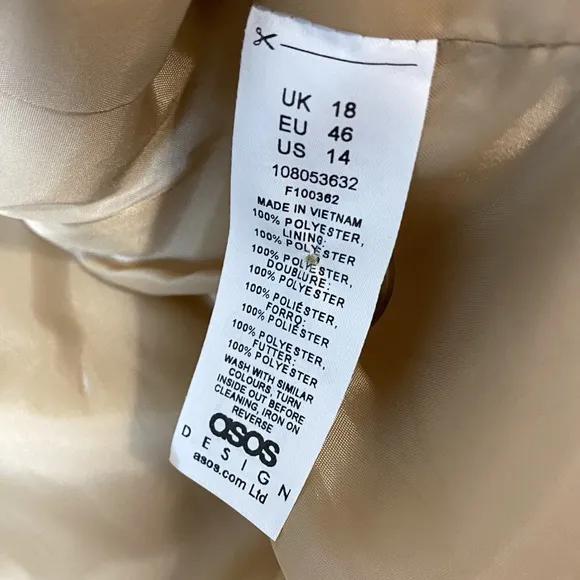 UK 18
EU 46
US 14
108053632
F100362
MADE IN VIETNAM
100% POLYESTER,
LINING:
100% POLYESTER
100% POLYESTER,
DOUBLURE:
100% POLYESTER
100% POLIÉSTER,
FORRO:
100% POLIÉSTER
100% POLYESTER,
FUTTER:
100% POLYESTER
WASH WITH SIMILAR
COLOURS, TURN
INSIDE OUT BEFORE
CLEANING, IRON ON
REVERSE
asos
DESIGN
asos.com Ltd